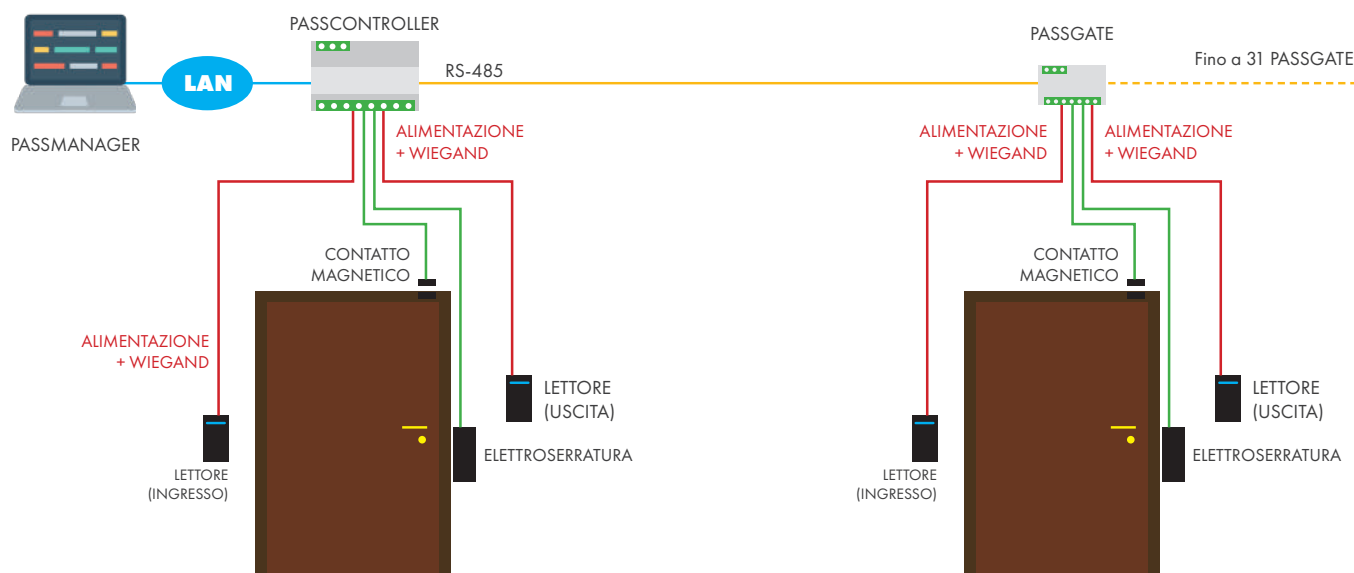 PASSCONTROLLER
PASSGATE
Fino a 31 PASSGATE
RS-485
LAN
PASSMANAGER
ALIMENTAZIONE
+ WIEGAND
ALIMENTAZIONE
+ WIEGAND
ALIMENTAZIONE
+ WIEGAND
CONTATTO
MAGNETICO
CONTATTO
MAGNETICO
ALIMENTAZIONE
+ WIEGAND
LETTORE
(USCITA)
LETTORE
(USCITA)
ELETTROSERRATURA
ELETTROSERRATURA
LETTORE
(INGRESSO)
LETTORE
(INGRESSO)